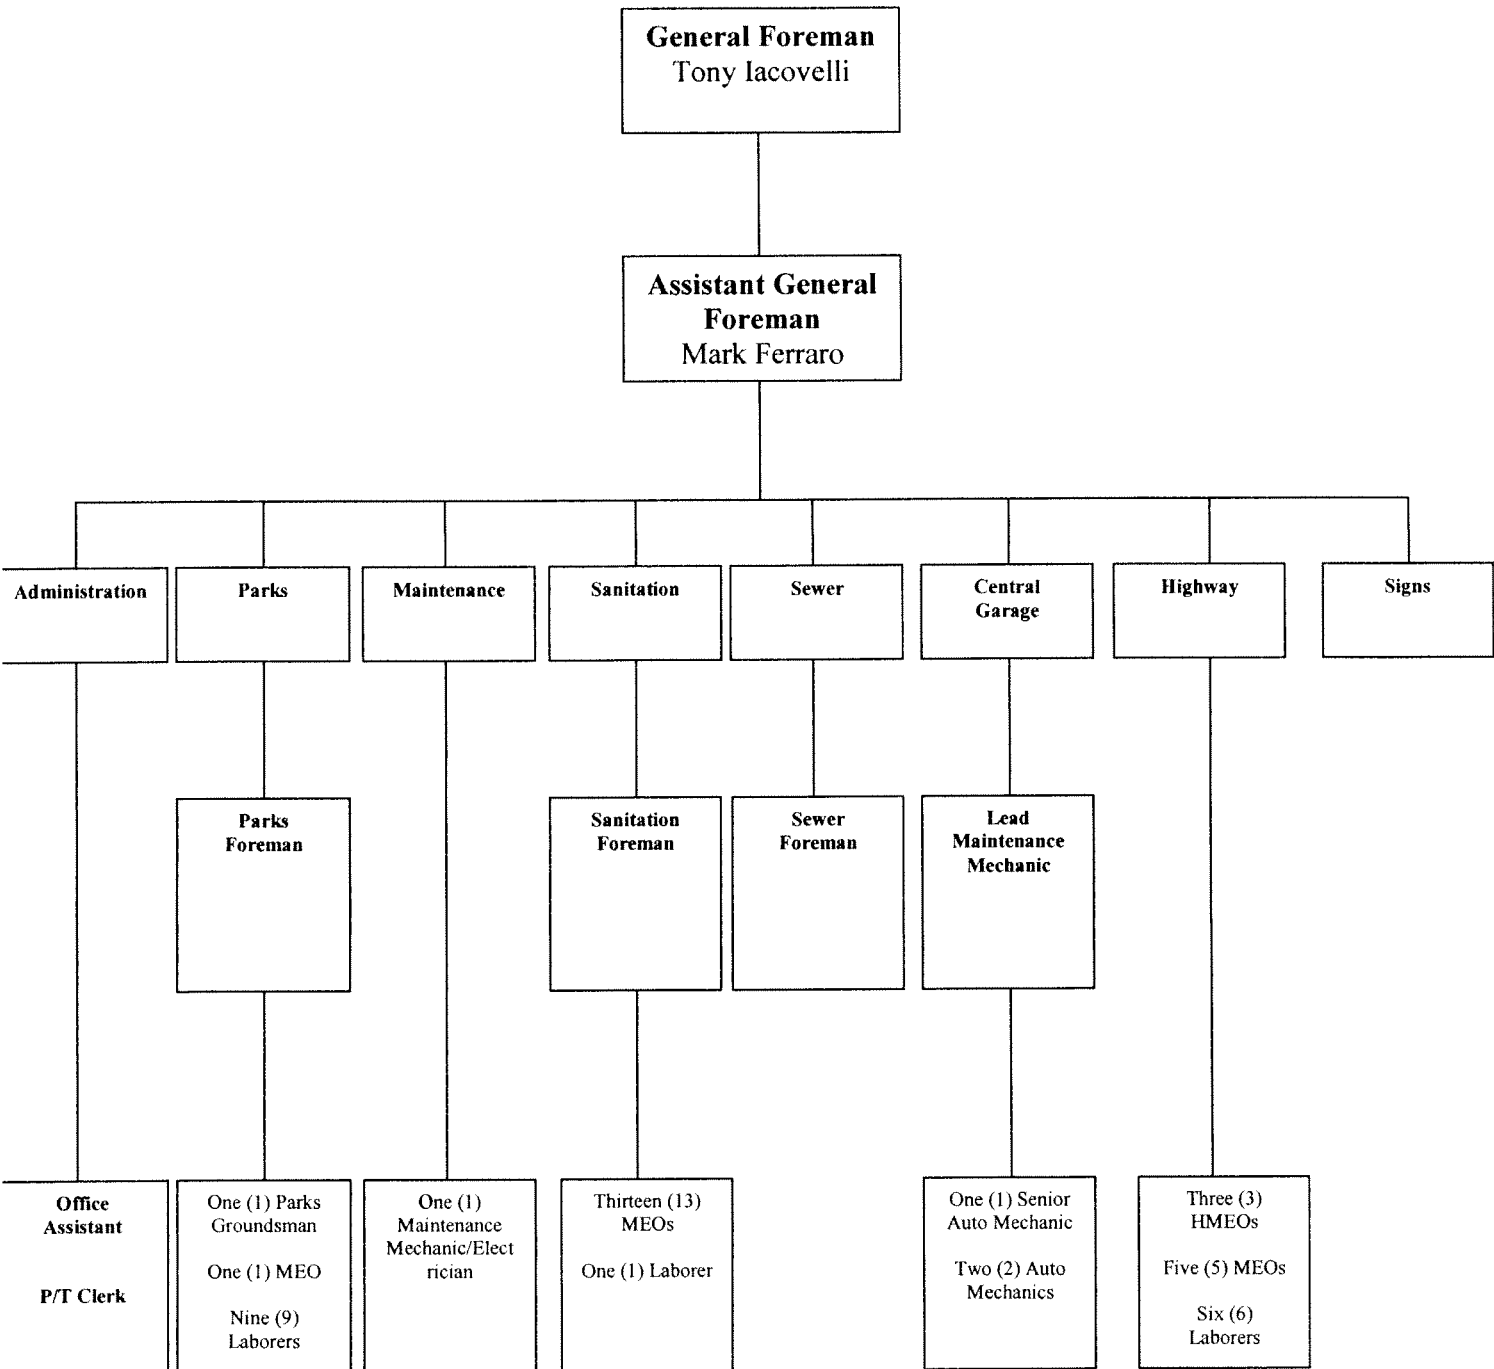 General Foreman
Tony Iacovelli
Assistant General
Foreman
Mark Ferraro
Administration
Parks
Maintenance
Sanitation
Sewer
Central
Garage
Highway
Signs
Parks
Foreman
Sanitation
Foreman
Sewer
Foreman
Lead
Maintenance
Mechanic
Office
Assistant
P/T Clerk
One (1) Parks
Groundsman
One (1) MEO
Nine (9)
Laborers
One (1)
Maintenance
Mechanic/Elect
rician
Thirteen (13)
MEOs
One (1) Laborer
One (1) Senior
Auto Mechanic
Two (2) Auto
Mechanics
Three (3)
HMEOs
Five (5) MEOs
Six (6)
Laborers